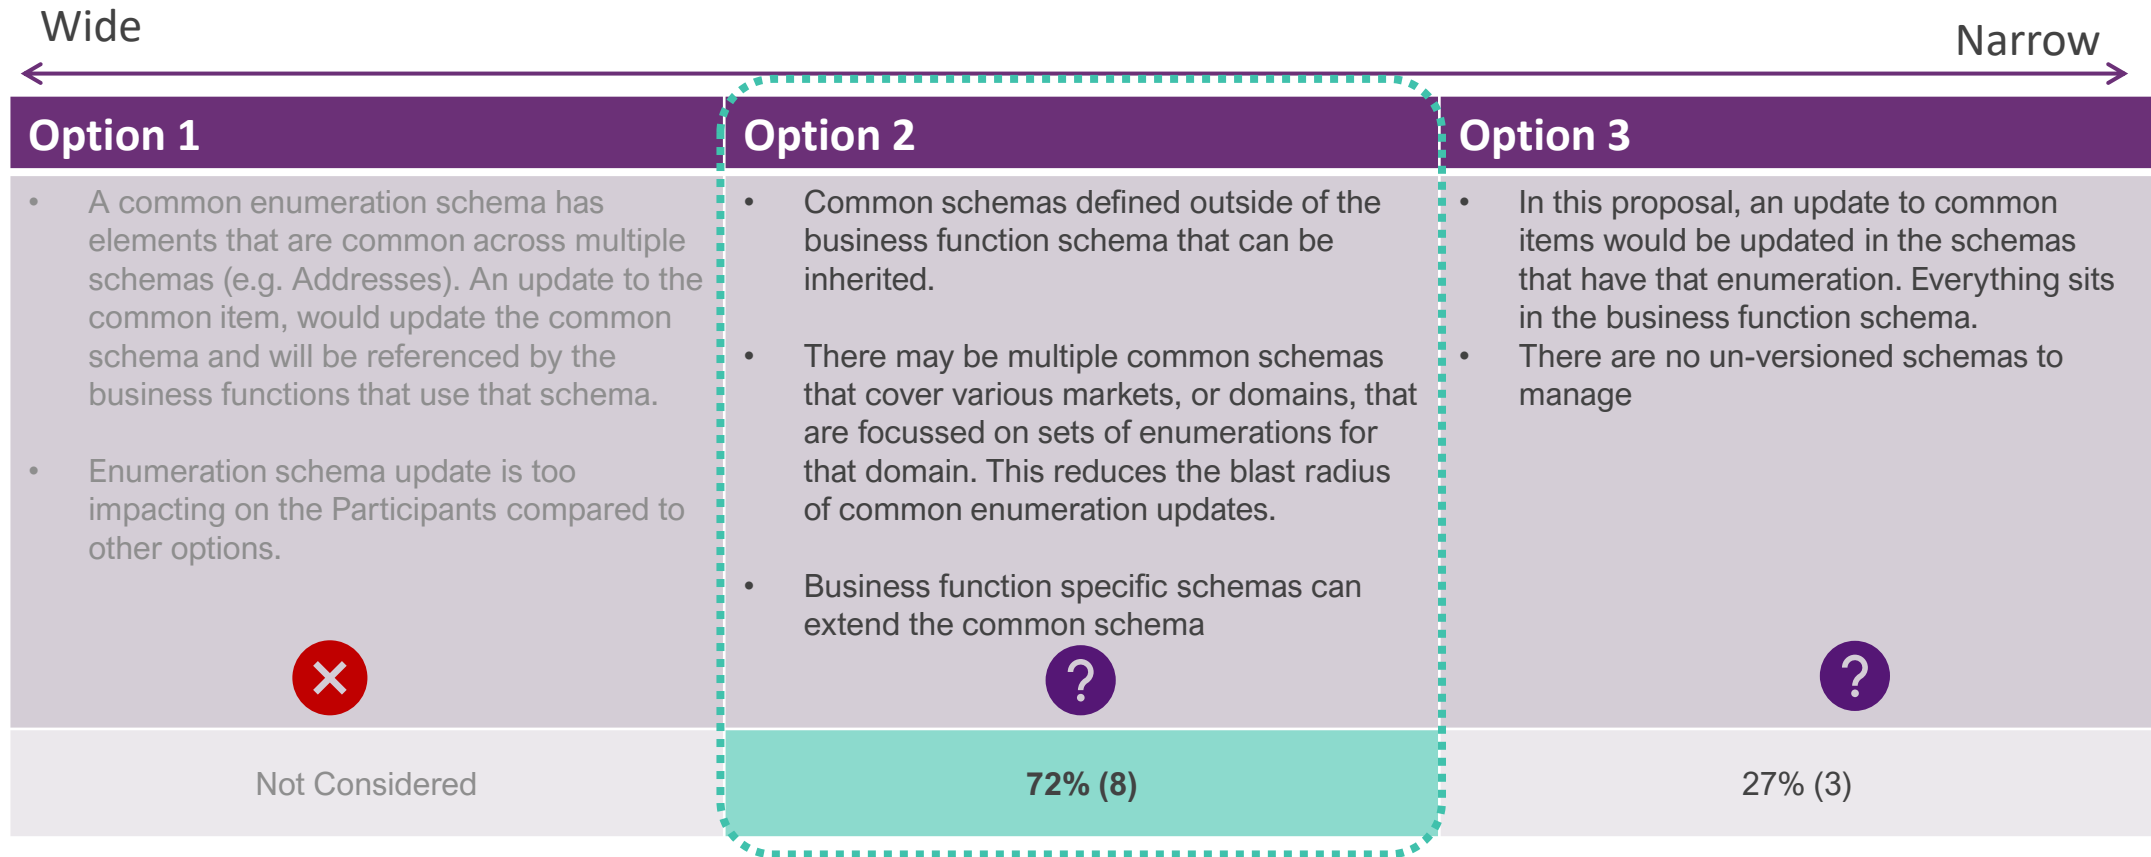 Wide
Narrow
Option 1
• A common enumeration schema has
elements that are common across multiple
schemas (e.g. Addresses). An update to the
common item, would update the common
schema and will be referenced by the
business functions that use that schema.
• Enumeration schema update is too
impacting on the Participants compared to
other options.
Not Considered
Option 2
• Common schemas defined outside of the
business function schema that can be
inherited.
• There may be multiple common schemas
that cover various markets, or domains, that
are focussed on sets of enumerations for
that domain. This reduces the blast radius
of common enumeration updates.
• Business function specific schemas can
extend the common schema
?
72% (8)
Option 3
• In this proposal, an update to common
items would be updated in the schemas
that have that enumeration. Everything sits
in the business function schema.
• There are no un-versioned schemas to
manage
?
27% (3)